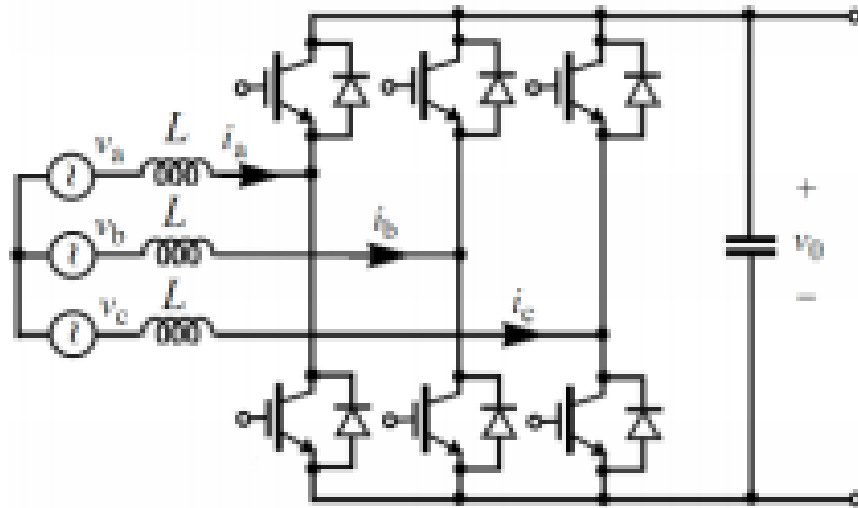 v_a L i_a
+
v_b L i_b
v_0
v_c L i_c
−